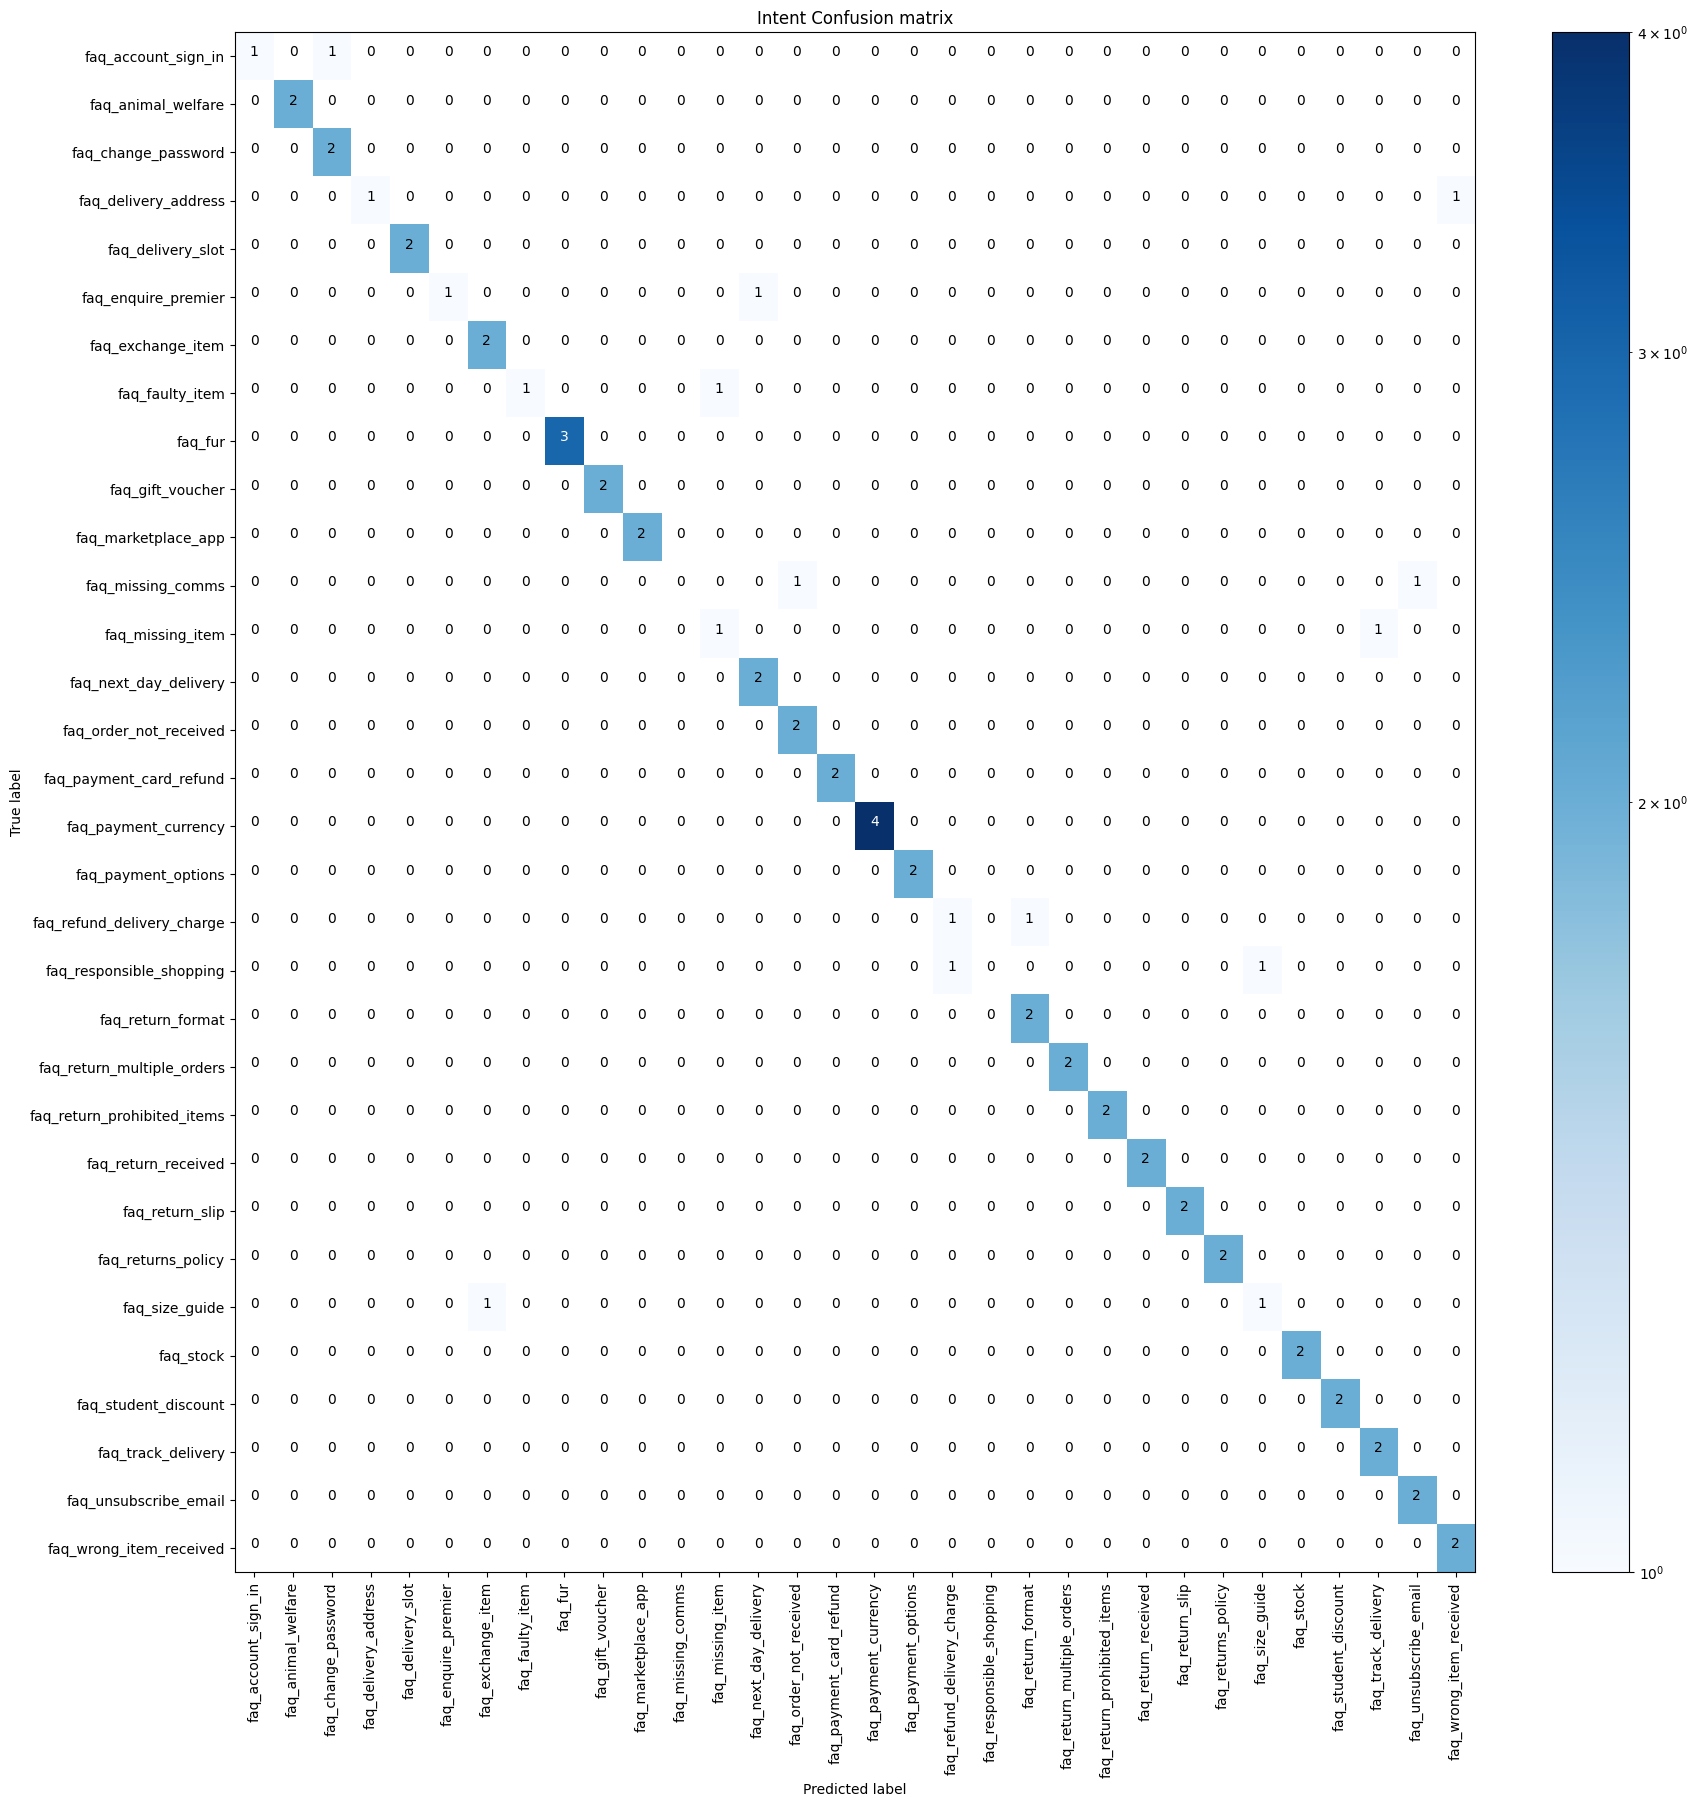 Intent Confusion matrix
faq_account_sign_in 1 0 1 0 0 0 0 0 0 0 0 0 0 0 0 0 0 0 0 0 0 0 0 0 0 0 0 0 0 0 0 0
faq_animal_welfare 0 2 0 0 0 0 0 0 0 0 0 0 0 0 0 0 0 0 0 0 0 0 0 0 0 0 0 0 0 0 0 0
faq_change_password 0 0 2 0 0 0 0 0 0 0 0 0 0 0 0 0 0 0 0 0 0 0 0 0 0 0 0 0 0 0 0 0
faq_delivery_address 0 0 0 1 0 0 0 0 0 0 0 0 0 0 0 0 0 0 0 0 0 0 0 0 0 0 0 0 0 0 0 1
faq_delivery_slot 0 0 0 0 2 0 0 0 0 0 0 0 0 0 0 0 0 0 0 0 0 0 0 0 0 0 0 0 0 0 0 0
faq_enquire_premier 0 0 0 0 0 1 0 0 0 0 0 0 0 1 0 0 0 0 0 0 0 0 0 0 0 0 0 0 0 0 0 0
faq_exchange_item 0 0 0 0 0 0 2 0 0 0 0 0 0 0 0 0 0 0 0 0 0 0 0 0 0 0 0 0 0 0 0 0
faq_faulty_item 0 0 0 0 0 0 0 1 0 0 0 0 1 0 0 0 0 0 0 0 0 0 0 0 0 0 0 0 0 0 0 0
faq_fur 0 0 0 0 0 0 0 0 3 0 0 0 0 0 0 0 0 0 0 0 0 0 0 0 0 0 0 0 0 0 0 0
faq_gift_voucher 0 0 0 0 0 0 0 0 0 2 0 0 0 0 0 0 0 0 0 0 0 0 0 0 0 0 0 0 0 0 0 0
faq_marketplace_app 0 0 0 0 0 0 0 0 0 0 2 0 0 0 0 0 0 0 0 0 0 0 0 0 0 0 0 0 0 0 0 0
faq_missing_comms 0 0 0 0 0 0 0 0 0 0 0 0 0 0 1 0 0 0 0 0 0 0 0 0 0 0 0 0 0 0 1 0
faq_missing_item 0 0 0 0 0 0 0 0 0 0 0 0 1 0 0 0 0 0 0 0 0 0 0 0 0 0 0 0 0 1 0 0
faq_next_day_delivery 0 0 0 0 0 0 0 0 0 0 0 0 0 2 0 0 0 0 0 0 0 0 0 0 0 0 0 0 0 0 0 0
faq_order_not_received 0 0 0 0 0 0 0 0 0 0 0 0 0 0 2 0 0 0 0 0 0 0 0 0 0 0 0 0 0 0 0 0
faq_payment_card_refund 0 0 0 0 0 0 0 0 0 0 0 0 0 0 0 2 0 0 0 0 0 0 0 0 0 0 0 0 0 0 0 0
faq_payment_currency 0 0 0 0 0 0 0 0 0 0 0 0 0 0 0 0 4 0 0 0 0 0 0 0 0 0 0 0 0 0 0 0
faq_payment_options 0 0 0 0 0 0 0 0 0 0 0 0 0 0 0 0 0 2 0 0 0 0 0 0 0 0 0 0 0 0 0 0
faq_refund_delivery_charge 0 0 0 0 0 0 0 0 0 0 0 0 0 0 0 0 0 0 1 0 1 0 0 0 0 0 0 0 0 0 0 0
faq_responsible_shopping 0 0 0 0 0 0 0 0 0 0 0 0 0 0 0 0 0 0 1 0 0 0 0 0 0 0 1 0 0 0 0 0
faq_return_format 0 0 0 0 0 0 0 0 0 0 0 0 0 0 0 0 0 0 0 0 2 0 0 0 0 0 0 0 0 0 0 0
faq_return_multiple_orders 0 0 0 0 0 0 0 0 0 0 0 0 0 0 0 0 0 0 0 0 0 2 0 0 0 0 0 0 0 0 0 0
faq_return_prohibited_items 0 0 0 0 0 0 0 0 0 0 0 0 0 0 0 0 0 0 0 0 0 0 2 0 0 0 0 0 0 0 0 0
faq_return_received 0 0 0 0 0 0 0 0 0 0 0 0 0 0 0 0 0 0 0 0 0 0 0 2 0 0 0 0 0 0 0 0
faq_return_slip 0 0 0 0 0 0 0 0 0 0 0 0 0 0 0 0 0 0 0 0 0 0 0 0 2 0 0 0 0 0 0 0
faq_returns_policy 0 0 0 0 0 0 0 0 0 0 0 0 0 0 0 0 0 0 0 0 0 0 0 0 0 2 0 0 0 0 0 0
faq_size_guide 0 0 0 0 0 0 1 0 0 0 0 0 0 0 0 0 0 0 0 0 0 0 0 0 0 0 1 0 0 0 0 0
faq_stock 0 0 0 0 0 0 0 0 0 0 0 0 0 0 0 0 0 0 0 0 0 0 0 0 0 0 0 2 0 0 0 0
faq_student_discount 0 0 0 0 0 0 0 0 0 0 0 0 0 0 0 0 0 0 0 0 0 0 0 0 0 0 0 0 2 0 0 0
faq_track_delivery 0 0 0 0 0 0 0 0 0 0 0 0 0 0 0 0 0 0 0 0 0 0 0 0 0 0 0 0 0 2 0 0
faq_unsubscribe_email 0 0 0 0 0 0 0 0 0 0 0 0 0 0 0 0 0 0 0 0 0 0 0 0 0 0 0 0 0 0 2 0
faq_wrong_item_received 0 0 0 0 0 0 0 0 0 0 0 0 0 0 0 0 0 0 0 0 0 0 0 0 0 0 0 0 0 0 0 2
True label
faq_account_sign_in
faq_animal_welfare
faq_change_password
faq_delivery_address
faq_delivery_slot
faq_enquire_premier
faq_exchange_item
faq_faulty_item
faq_fur
faq_gift_voucher
faq_marketplace_app
faq_missing_comms
faq_missing_item
faq_next_day_delivery
faq_order_not_received
faq_payment_card_refund
faq_payment_currency
faq_payment_options
faq_refund_delivery_charge
faq_responsible_shopping
faq_return_format
faq_return_multiple_orders
faq_return_prohibited_items
faq_return_received
faq_return_slip
faq_returns_policy
faq_size_guide
faq_stock
faq_student_discount
faq_track_delivery
faq_unsubscribe_email
faq_wrong_item_received
Predicted label
4 × 10⁰
3 × 10⁰
2 × 10⁰
10⁰